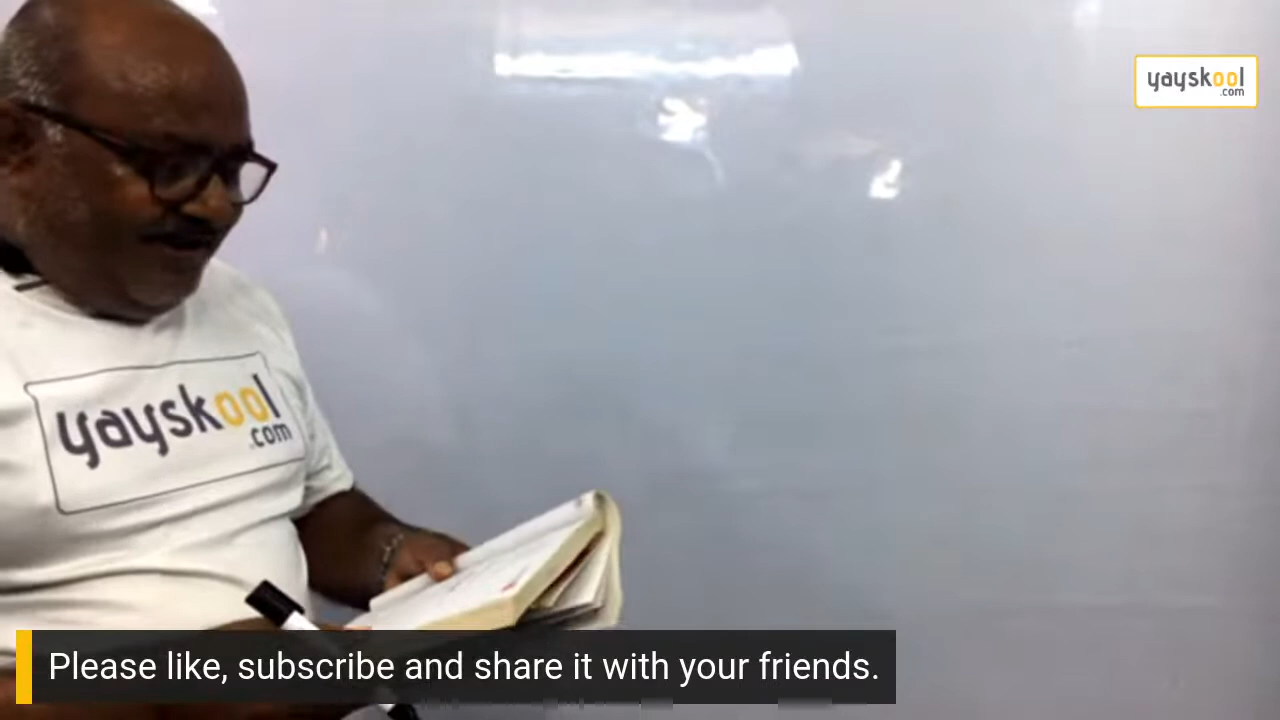 yayskool
.com
yayskool
.com
Please like, subscribe and share it with your friends.